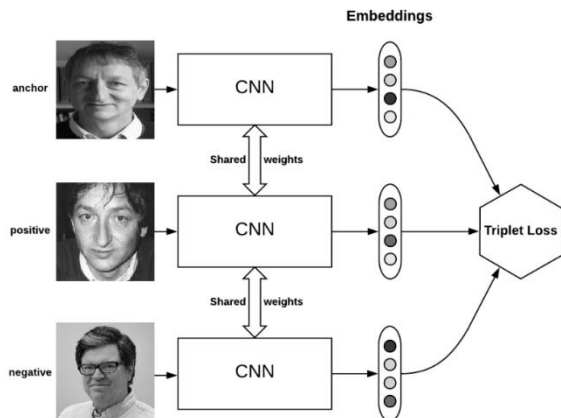 Embeddings
anchor
CNN
Shared weights
positive
CNN
Triplet Loss
Shared weights
negative
CNN